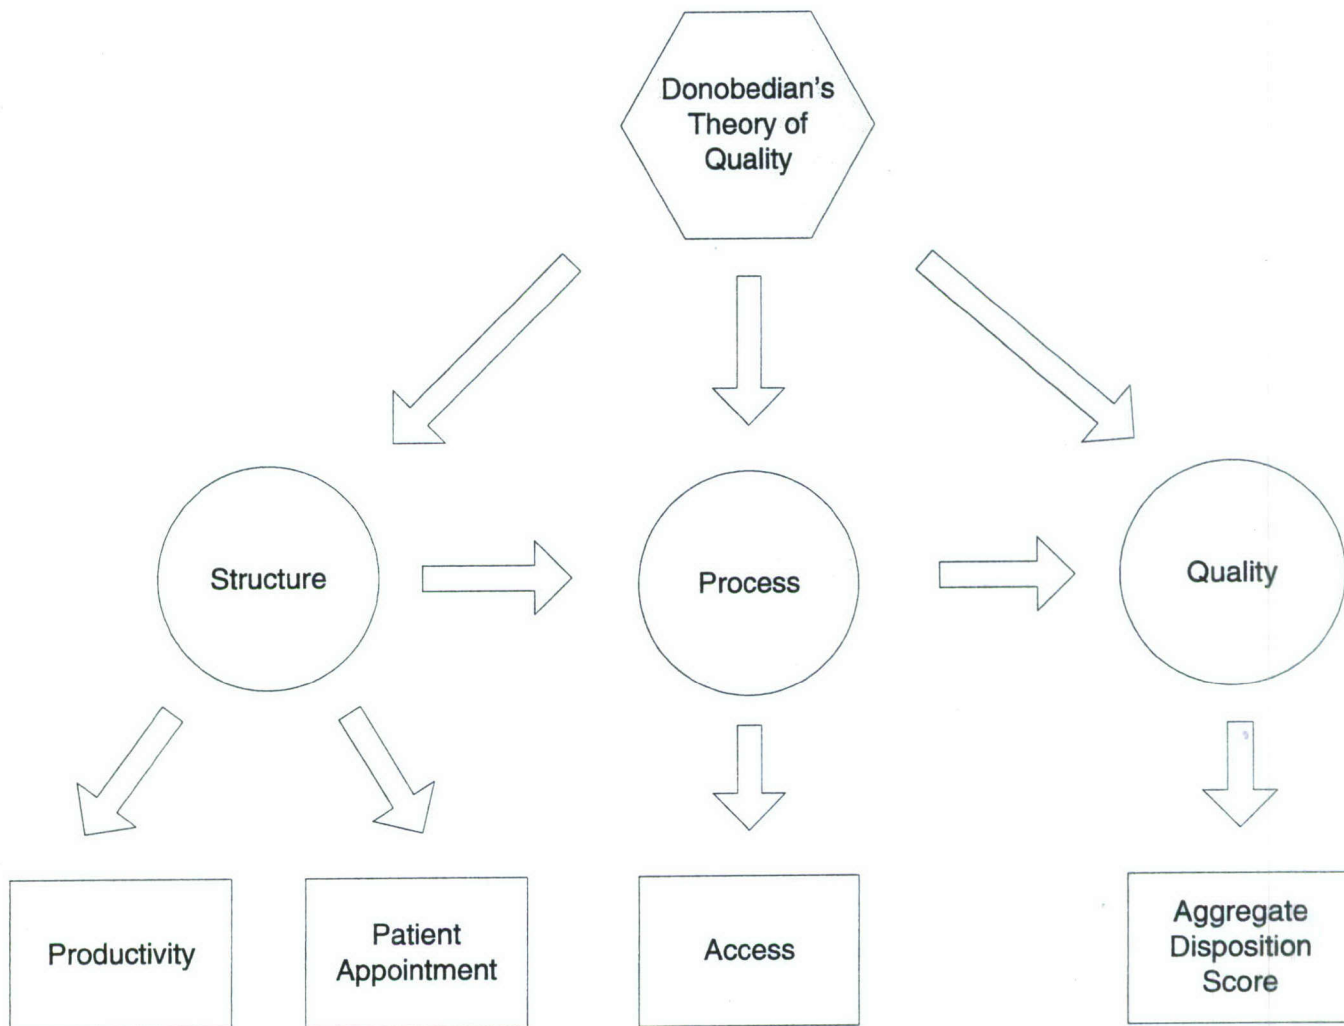 Donobedian's
Theory of
Quality
Structure
Process
Quality
Productivity
Patient
Appointment
Access
Aggregate
Disposition
Score